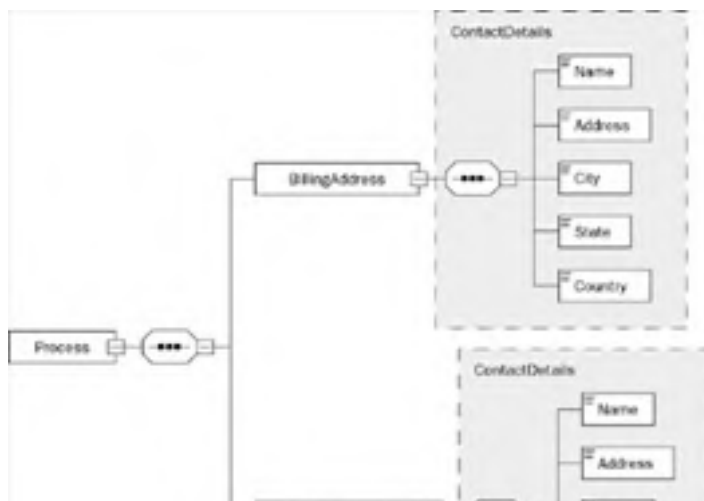 ContactDetails
Name
Address
BillingAddress
City
State
Country
Process
ContactDetails
Name
Address